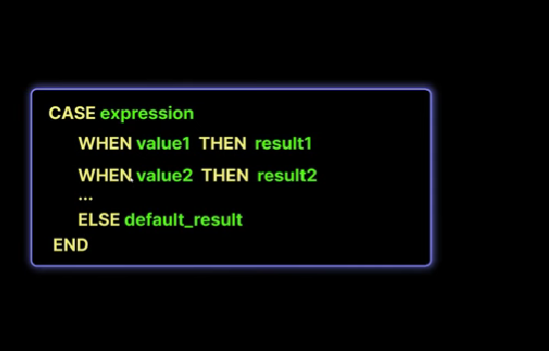 CASE expression
WHEN value1 THEN result1
WHEN value2 THEN result2
...
ELSE default_result
END